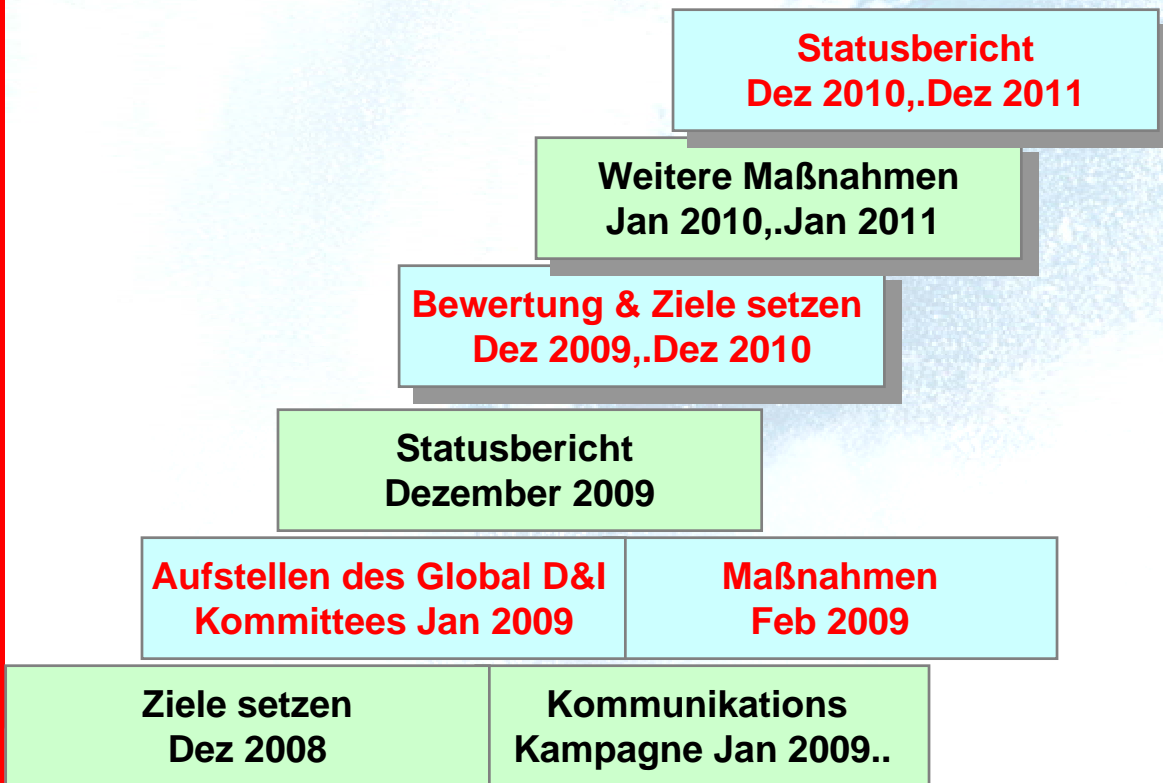 Statusbericht
Dez 2010,.Dez 2011
Weitere Maßnahmen
Jan 2010,.Jan 2011
Bewertung & Ziele setzen
Dez 2009,.Dez 2010
Statusbericht
Dezember 2009
Aufstellen des Global D&I
Kommittees Jan 2009
Maßnahmen
Feb 2009
Ziele setzen
Dez 2008
Kommunikations
Kampagne Jan 2009..